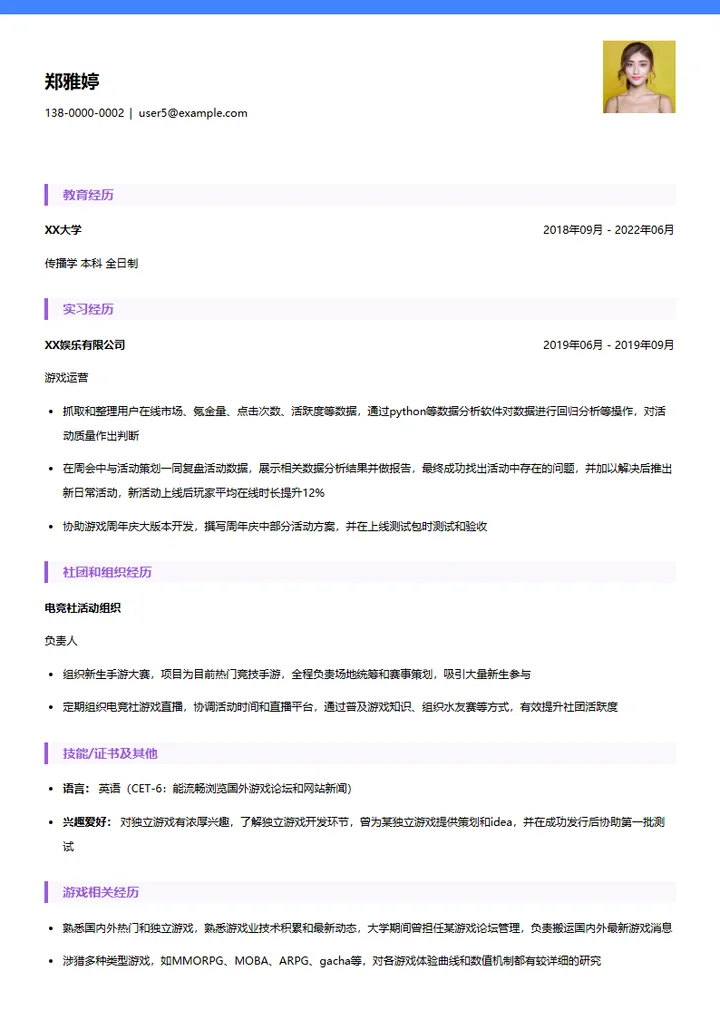 郑雅婷
138-0000-0002 | user5@example.com
教育经历
XX大学 2018年09月 - 2022年06月
传播学 本科 全日制
实习经历
XX娱乐有限公司 2019年06月 - 2019年09月
游戏运营
• 抓取和整理用户在线市场、氪金量、点击次数、活跃度等数据，通过python等数据分析软件对数据进行回归分析等操作，对活
动质量作出判断
• 在周会中与活动策划一同复盘活动数据，展示相关数据分析结果并做报告，最终成功找出活动中存在的问题，并加以解决后推出
新日常活动，新活动上线后玩家平均在线时长提升12%
• 协助游戏周年庆大版本开发，撰写周年庆中部分活动方案，并在上线测试包时测试和验收
社团和组织经历
电竞社活动组织
负责人
• 组织新生手游大赛，项目为目前热门竞技手游，全程负责场地统筹和赛事策划，吸引大量新生参与
• 定期组织电竞社游戏直播，协调活动时间和直播平台，通过普及游戏知识、组织水友赛等方式，有效提升社团活跃度
技能/证书及其他
• 语言： 英语（CET-6：能流畅浏览国外游戏论坛和网站新闻）
• 兴趣爱好： 对独立游戏有浓厚兴趣，了解独立游戏开发环节，曾为某独立游戏提供策划和idea，并在成功发行后协助第一批测
试
游戏相关经历
• 熟悉国内外热门和独立游戏，熟悉游戏业技术积累和最新动态，大学期间曾担任某游戏论坛管理，负责搬运国内外最新游戏消息
• 涉猎多种类型游戏，如MMORPG、MOBA、ARPG、gacha等，对各游戏体验曲线和数值机制都有较详细的研究